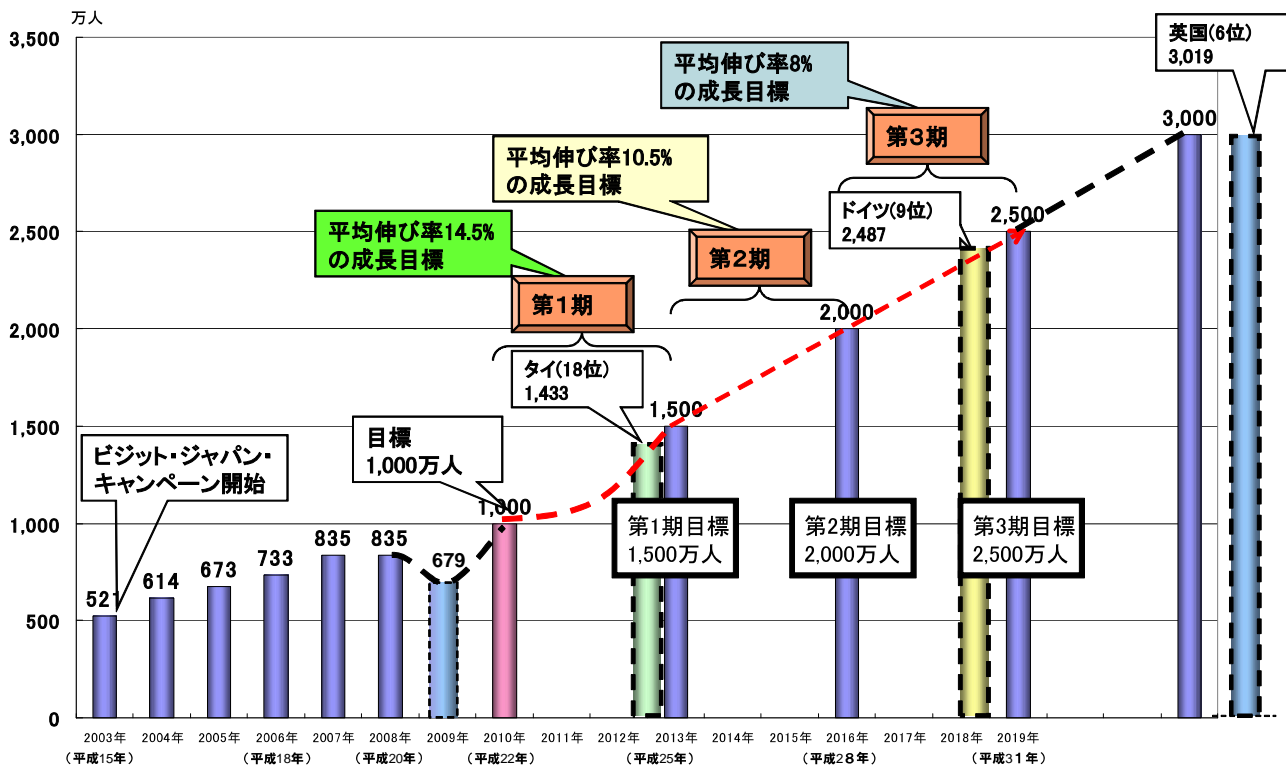 万人
3,500
3,000
2,500
2,000
1,500
1,000
500
0
英国(6位)
3,019
平均伸び率8%
の成長目標
第3期
3,000
平均伸び率10.5%
の成長目標
ドイツ(9位)
2,487
2,500
平均伸び率14.5%
の成長目標
第2期
第1期
2,000
タイ(18位)
1,433
1,500
目標
1,000万人
1,000
ビジット・ジャパン・
キャンペーン開始
第1期目標
1,500万人
第2期目標
2,000万人
第3期目標
2,500万人
521
614
673
733
835
835
679
2003年
2004年
2005年
2006年
2007年
2008年
2009年
2010年
2011年
2012年
2013年
2014年
2015年
2016年
2017年
2018年
2019年
(平成15年)
(平成18年)
(平成20年)
(平成22年)
(平成25年)
(平成28年)
(平成31年)